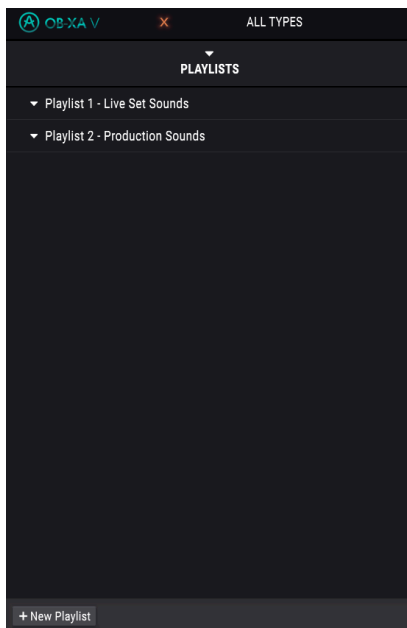 OB-XA V X ALL TYPES
PLAYLISTS
Playlist 1 - Live Set Sounds
Playlist 2 - Production Sounds
+ New Playlist